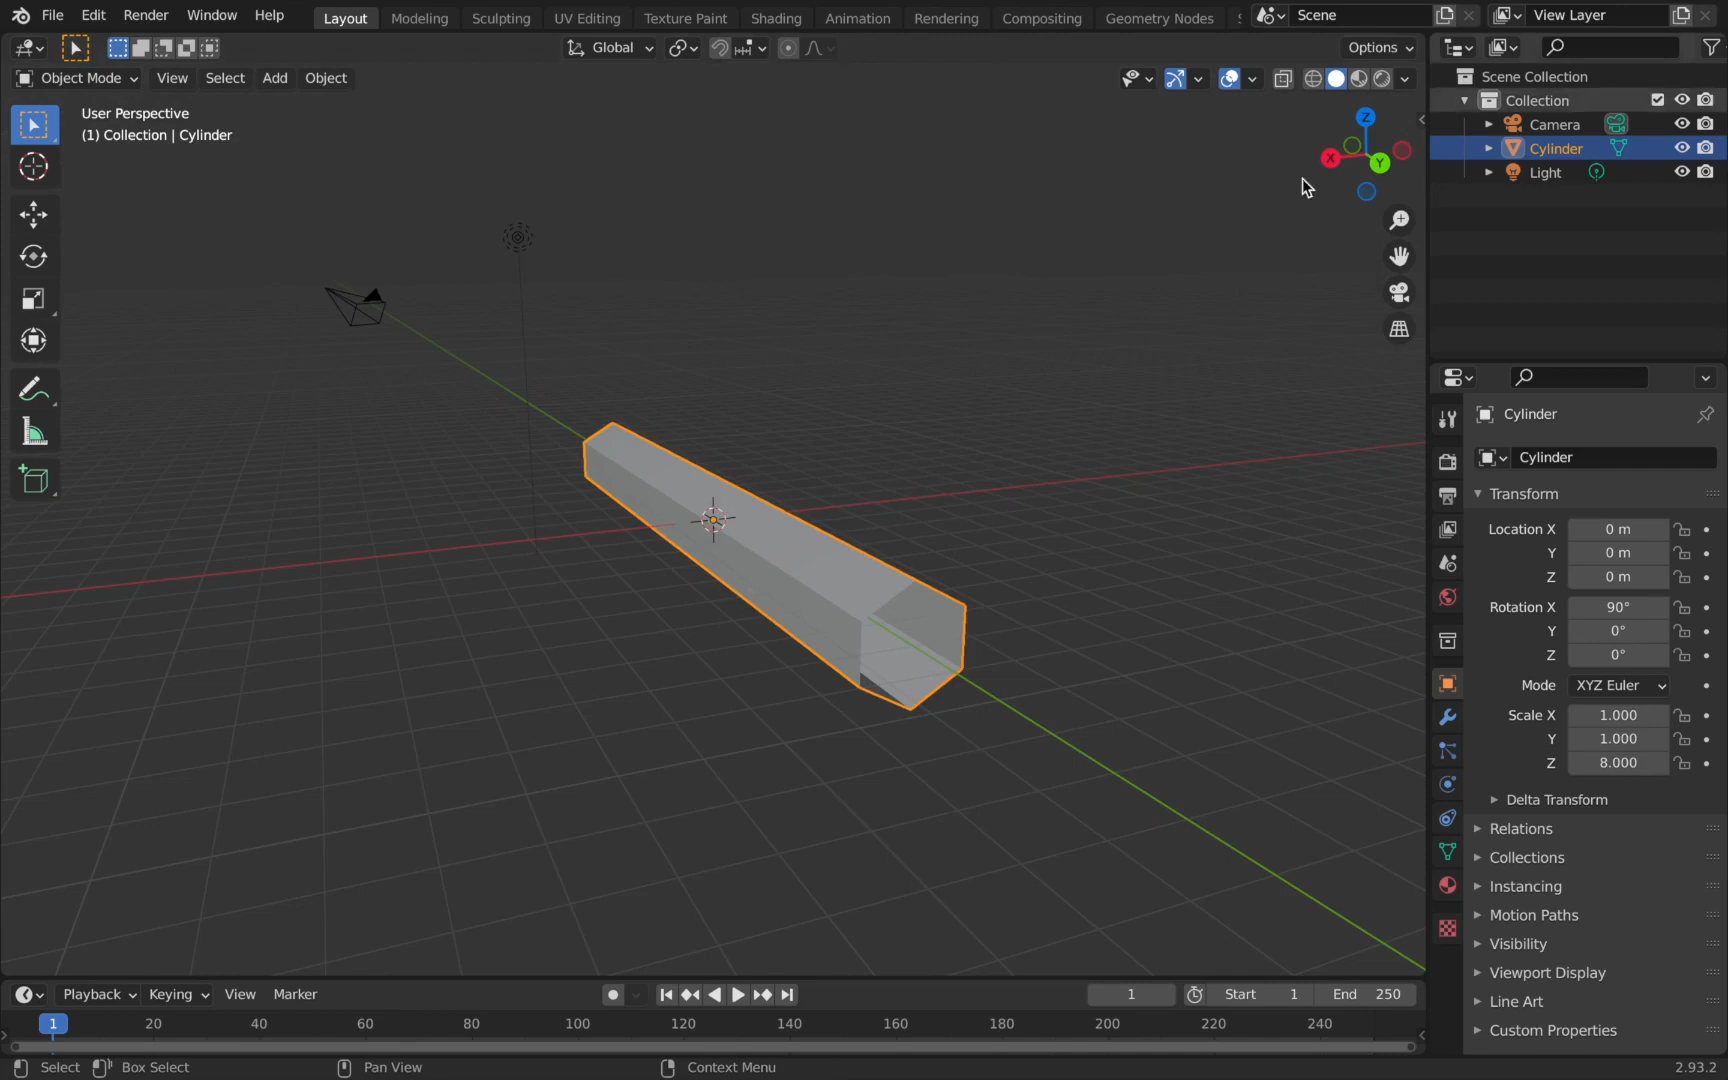 File Edit Render Window Help Layout Modeling Sculpting UV Editing Texture Paint Shading Animation Rendering Compositing Geometry Nodes Scene View Layer
Global Options
Object Mode View Select Add Object
User Perspective
(1) Collection | Cylinder
Z
X
Y
Scene Collection
Collection
Camera
Cylinder
Light
Cylinder
Cylinder
Transform
Location X 0 m
Y 0 m
Z 0 m
Rotation X 90°
Y 0°
Z 0°
Mode XYZ Euler
Scale X 1.000
Y 1.000
Z 8.000
Delta Transform
Relations
Collections
Instancing
Motion Paths
Visibility
Viewport Display
Line Art
Custom Properties
Playback Keying View Marker 1 Start 1 End 250
1 20 40 60 80 100 120 140 160 180 200 220 240
Select Box Select Pan View Context Menu 2.93.2